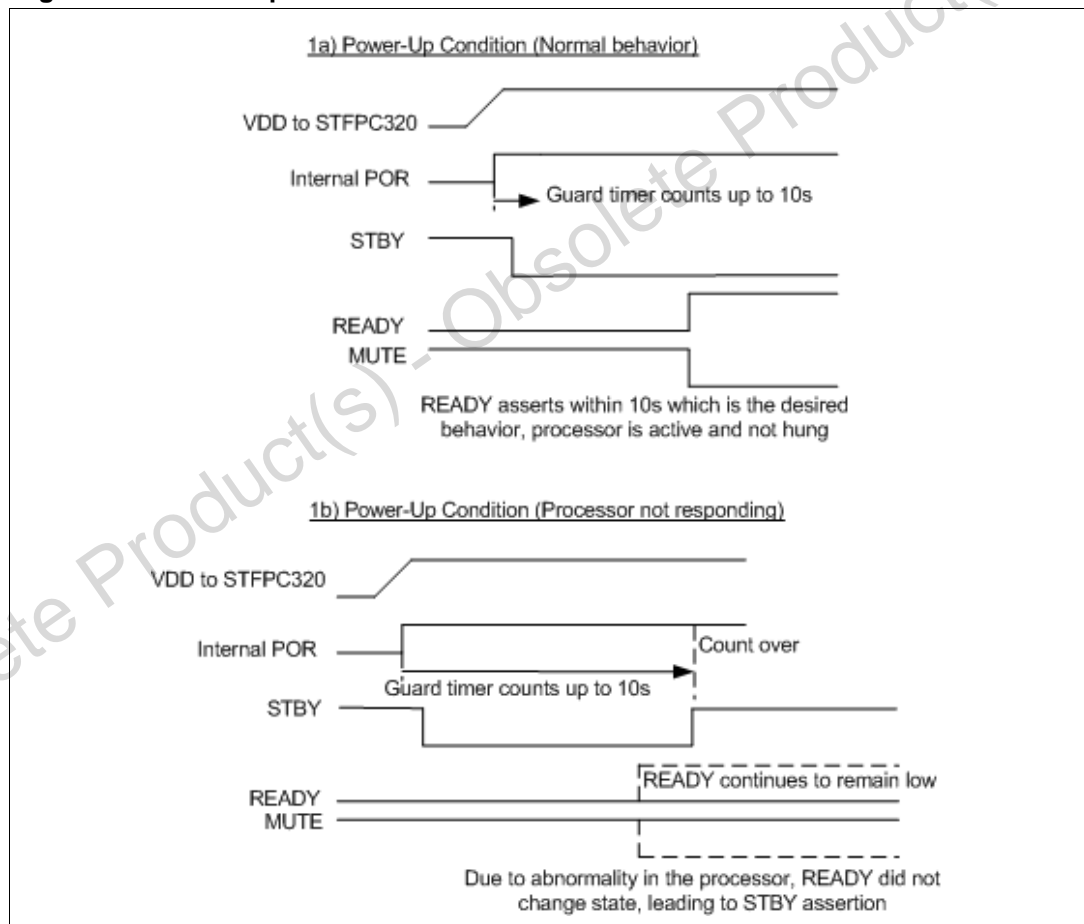 1a) Power-Up Condition (Normal behavior)
VDD to STFPC320
Internal POR
Guard timer counts up to 10s
STBY
READY
MUTE
READY asserts within 10s which is the desired
behavior, processor is active and not hung
1b) Power-Up Condition (Processor not responding)
VDD to STFPC320
Internal POR
Count over
Guard timer counts up to 10s
STBY
READY continues to remain low
READY
MUTE
Due to abnormality in the processor, READY did not
change state, leading to STBY assertion
ete Product(s) - Obsolete Product(